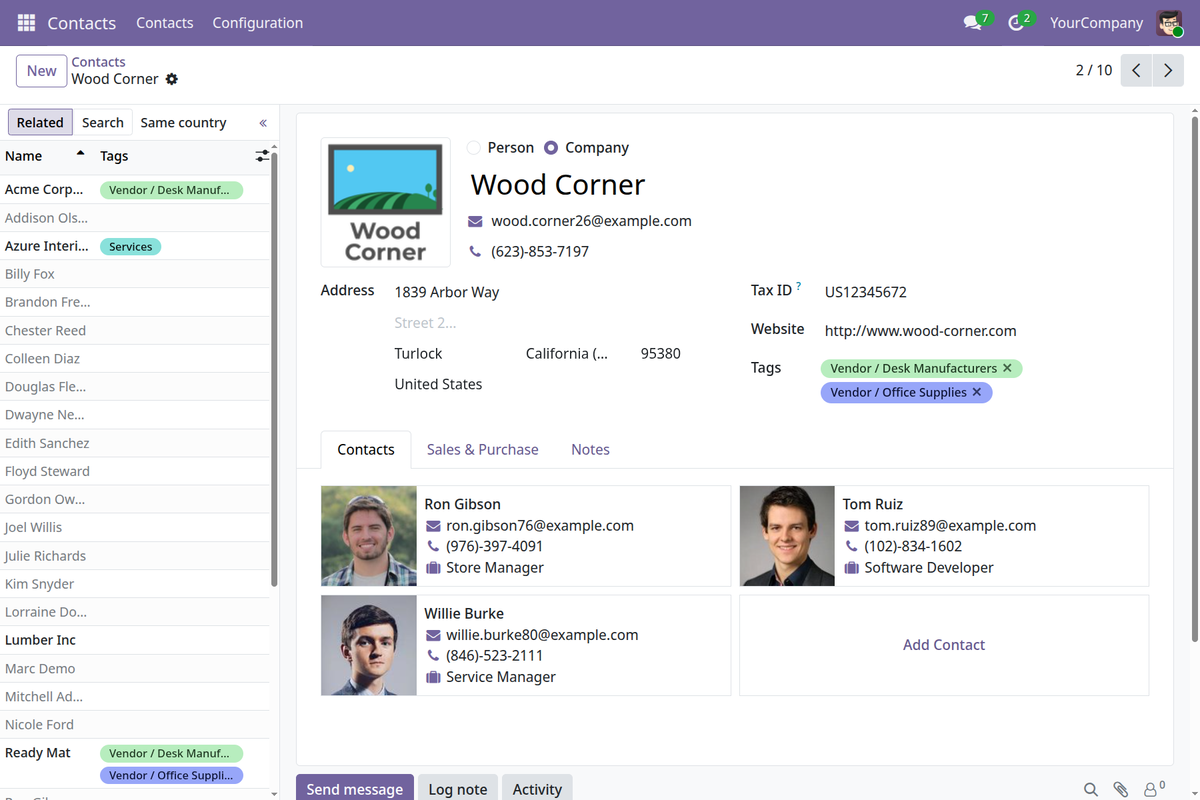 Contacts Contacts Configuration 7 2 YourCompany
New Contacts
Wood Corner
2 / 10
Related Search Same country «
Name Tags
Acme Corp... Vendor / Desk Manuf...
Addison Ols...
Azure Interi... Services
Billy Fox
Brandon Fre...
Chester Reed
Colleen Diaz
Douglas Fle...
Dwayne Ne...
Edith Sanchez
Floyd Steward
Gordon Ow...
Joel Willis
Julie Richards
Kim Snyder
Lorraine Do...
Lumber Inc
Marc Demo
Mitchell Ad...
Nicole Ford
Ready Mat Vendor / Desk Manuf...
Vendor / Office Suppli...
Wood
Corner
Person Company
Wood Corner
wood.corner26@example.com
(623)-853-7197
Address 1839 Arbor Way
Street 2...
Turlock California (... 95380
United States
Tax ID ? US12345672
Website http://www.wood-corner.com
Tags Vendor / Desk Manufacturers ✕
Vendor / Office Supplies ✕
Contacts Sales & Purchase Notes
Ron Gibson
ron.gibson76@example.com
(976)-397-4091
Store Manager
Tom Ruiz
tom.ruiz89@example.com
(102)-834-1602
Software Developer
Willie Burke
willie.burke80@example.com
(846)-523-2111
Service Manager
Add Contact
Send message Log note Activity 0